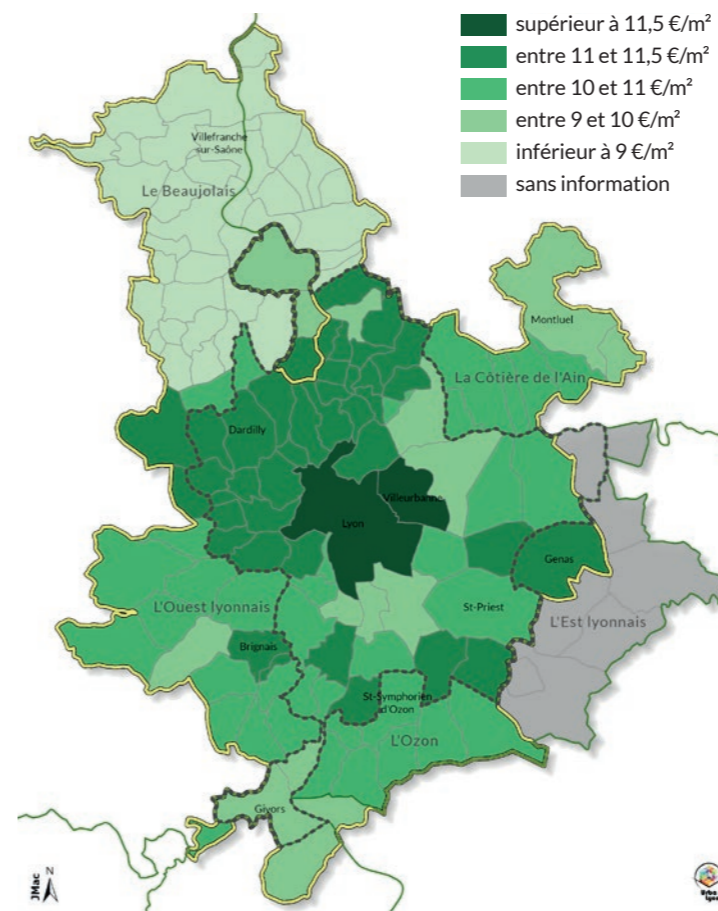 supérieur à 11,5 €/m²
entre 11 et 11,5 €/m²
entre 10 et 11 €/m²
entre 9 et 10 €/m²
inférieur à 9 €/m²
sans information
Villefranche
sur-Saône
Le Beaujolais
Montluel
La Côtière de l'Ain
Dardilly
Villeurbanne
Lyon
Genas
L'Ouest lyonnais
St-Priest
L'Est lyonnais
Brignais
St-Symphorien
d'Ozon
L'Ozon
Givors
JMac
N